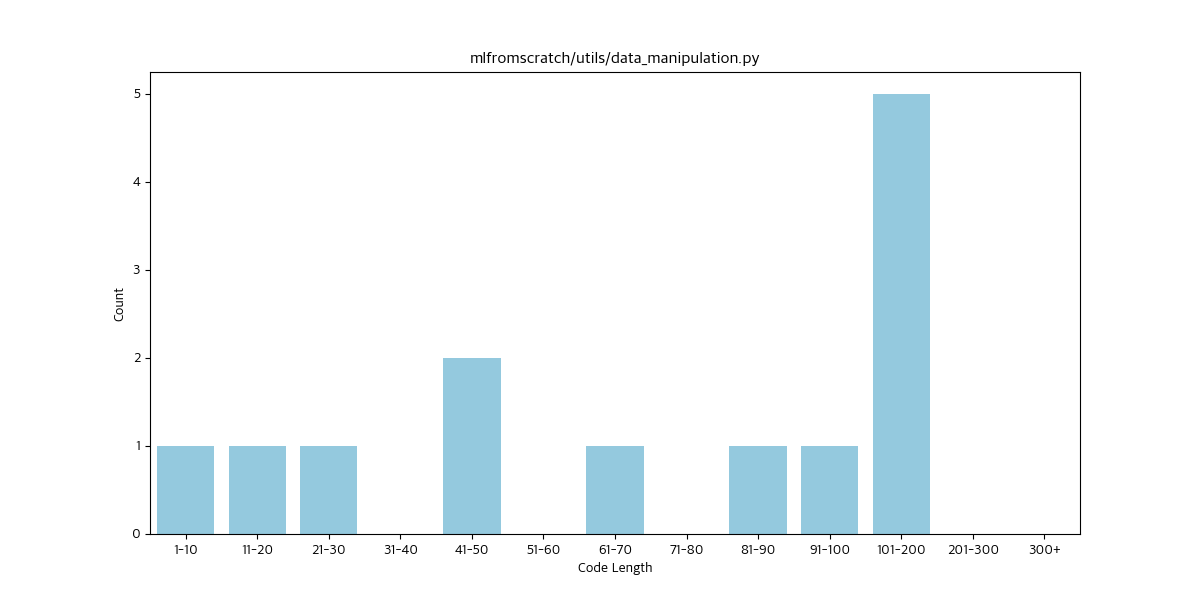 mlfromscratch/utils/data_manipulation.py
5
4
3
2
1
0
Count
1-10 11-20 21-30 31-40 41-50 51-60 61-70 71-80 81-90 91-100 101-200 201-300 300+
Code Length